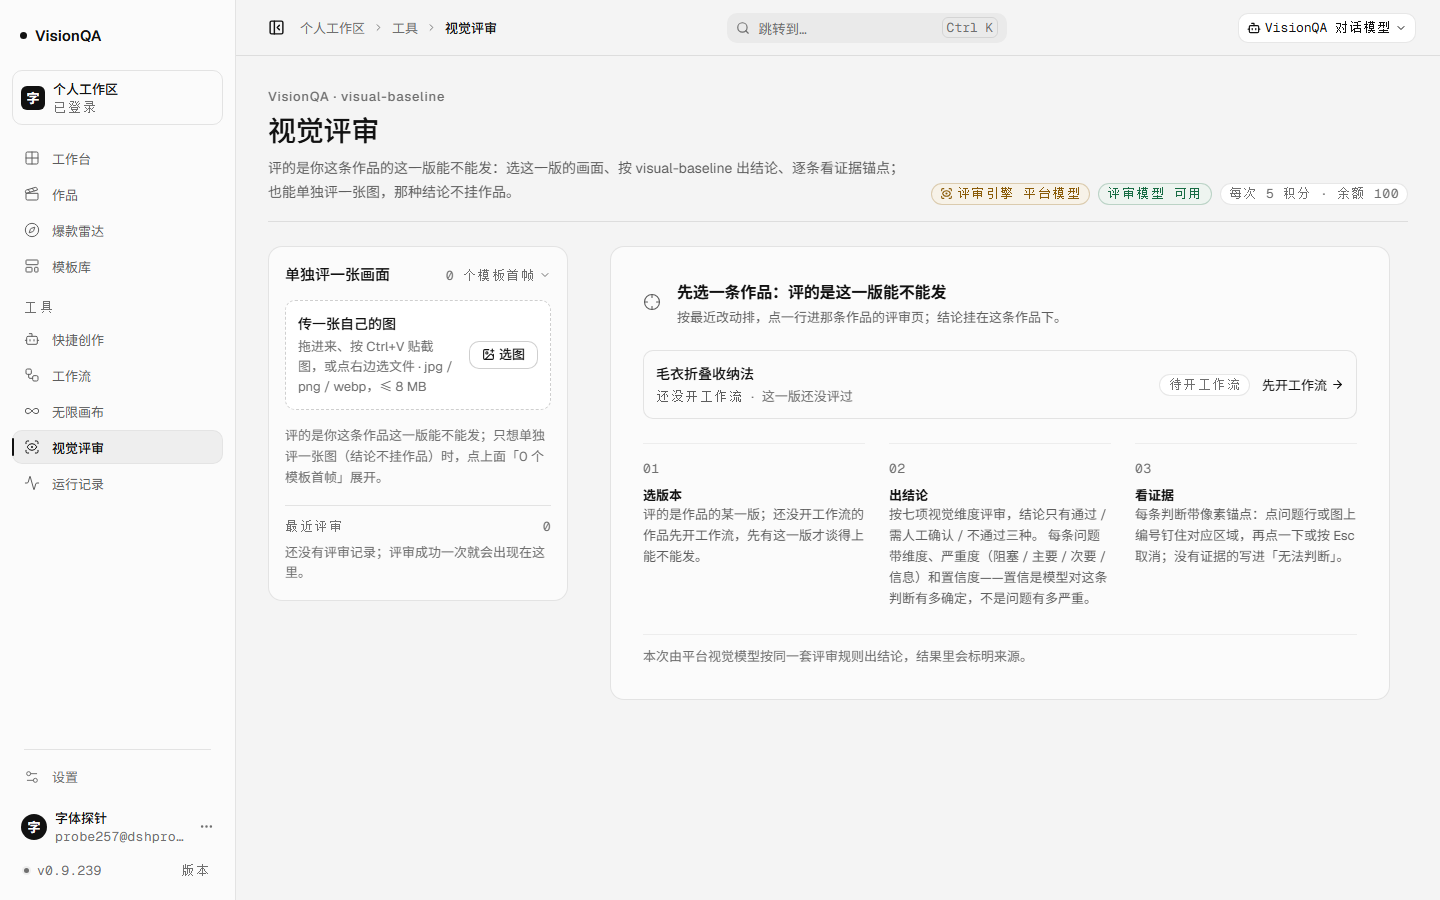 VisionQA
字
个人工作区
已登录
工作台
作品
爆款雷达
模板库
工具
快捷创作
工作流
无限画布
视觉评审
运行记录
设置
字
字体探针
probe257@dshpro…
v0.9.239
版本
个人工作区
工具
视觉评审
跳转到…
Ctrl K
VisionQA 对话模型
VisionQA · visual-baseline
视觉评审
评的是你这条作品的这一版能不能发：选这一版的画面、按 visual-baseline 出结论、逐条看证据锚点；
也能单独评一张图，那种结论不挂作品。
评审引擎 平台模型
评审模型 可用
每次 5 积分 · 余额 100
单独评一张画面
0 个模板首帧
传一张自己的图
拖进来、按 Ctrl+V 贴截
图，或点右边选文件 · jpg /
png / webp，≤ 8 MB
选图
评的是你这条作品这一版能不能发；只想单独
评一张图（结论不挂作品）时，点上面「0 个
模板首帧」展开。
最近评审
0
还没有评审记录；评审成功一次就会出现在这
里。
先选一条作品：评的是这一版能不能发
按最近改动排，点一行进那条作品的评审页；结论挂在这条作品下。
毛衣折叠收纳法
还没开工作流 · 这一版还没评过
待开工作流
先开工作流 →
01
选版本
评的是作品的某一版；还没开工作流的
作品先开工作流，先有这一版才谈得上
能不能发。
02
出结论
按七项视觉维度评审，结论只有通过 /
需人工确认 / 不通过三种。 每条问题
带维度、严重度（阻塞 / 主要 / 次要 /
信息）和置信度——置信是模型对这条
判断有多确定，不是问题有多严重。
03
看证据
每条判断带像素锚点：点问题行或图上
编号钉住对应区域，再点一下或按 Esc
取消；没有证据的写进「无法判断」。
本次由平台视觉模型按同一套评审规则出结论，结果里会标明来源。